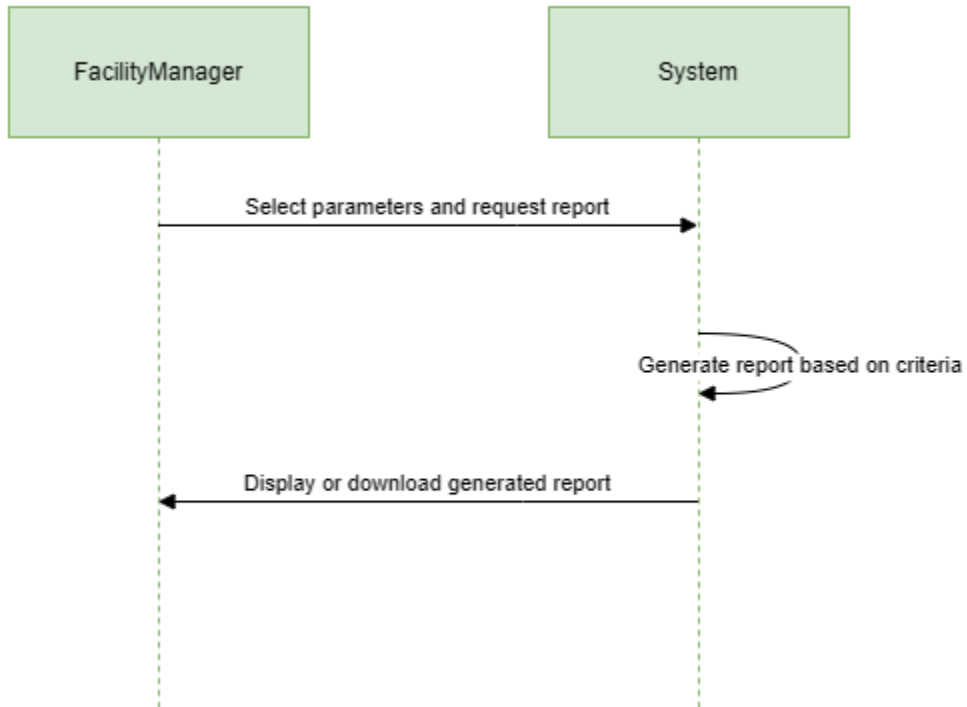 FacilityManager
System
Select parameters and request report
Generate report based on criteria
Display or download generated report